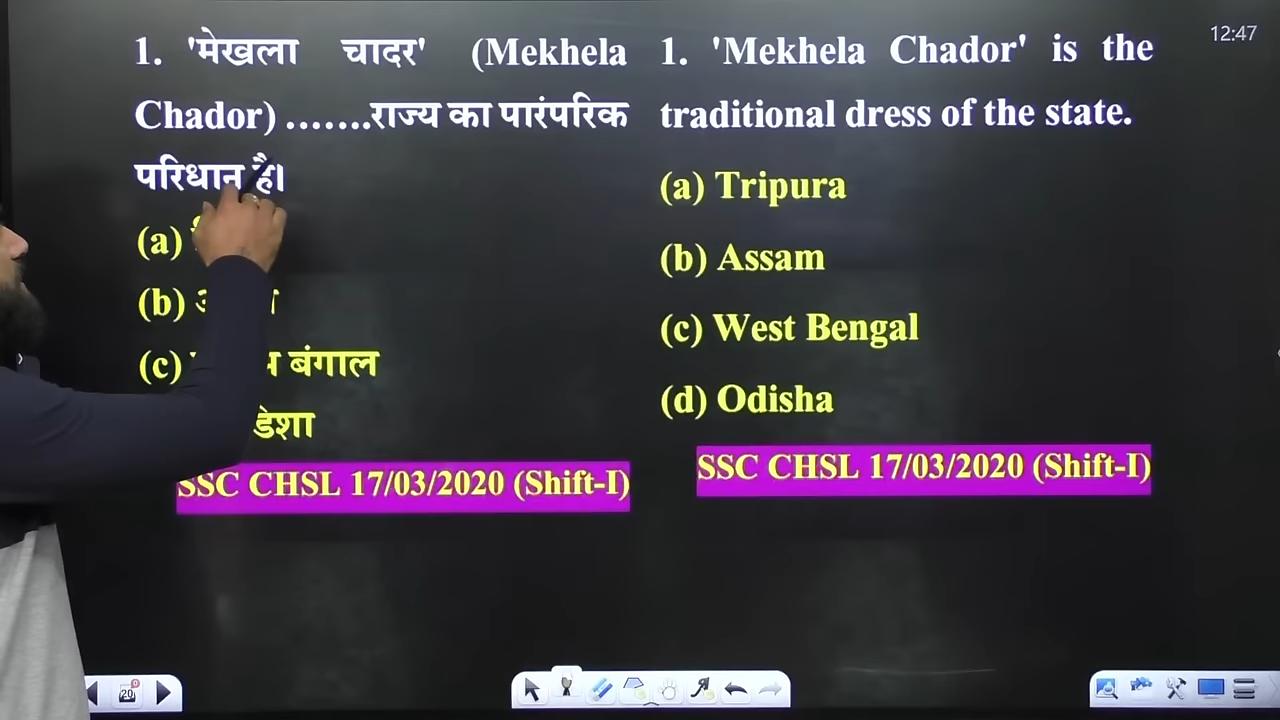 12:47
1. 'मेखला चादर' (Mekhela
Chador) .......राज्य का पारंपरिक
परिधान है।
(a)
(b)
(c) बंगाल
SSC CHSL 17/03/2020 (Shift-I)
1. 'Mekhela Chador' is the
traditional dress of the state.
(a) Tripura
(b) Assam
(c) West Bengal
(d) Odisha
SSC CHSL 17/03/2020 (Shift-I)
20